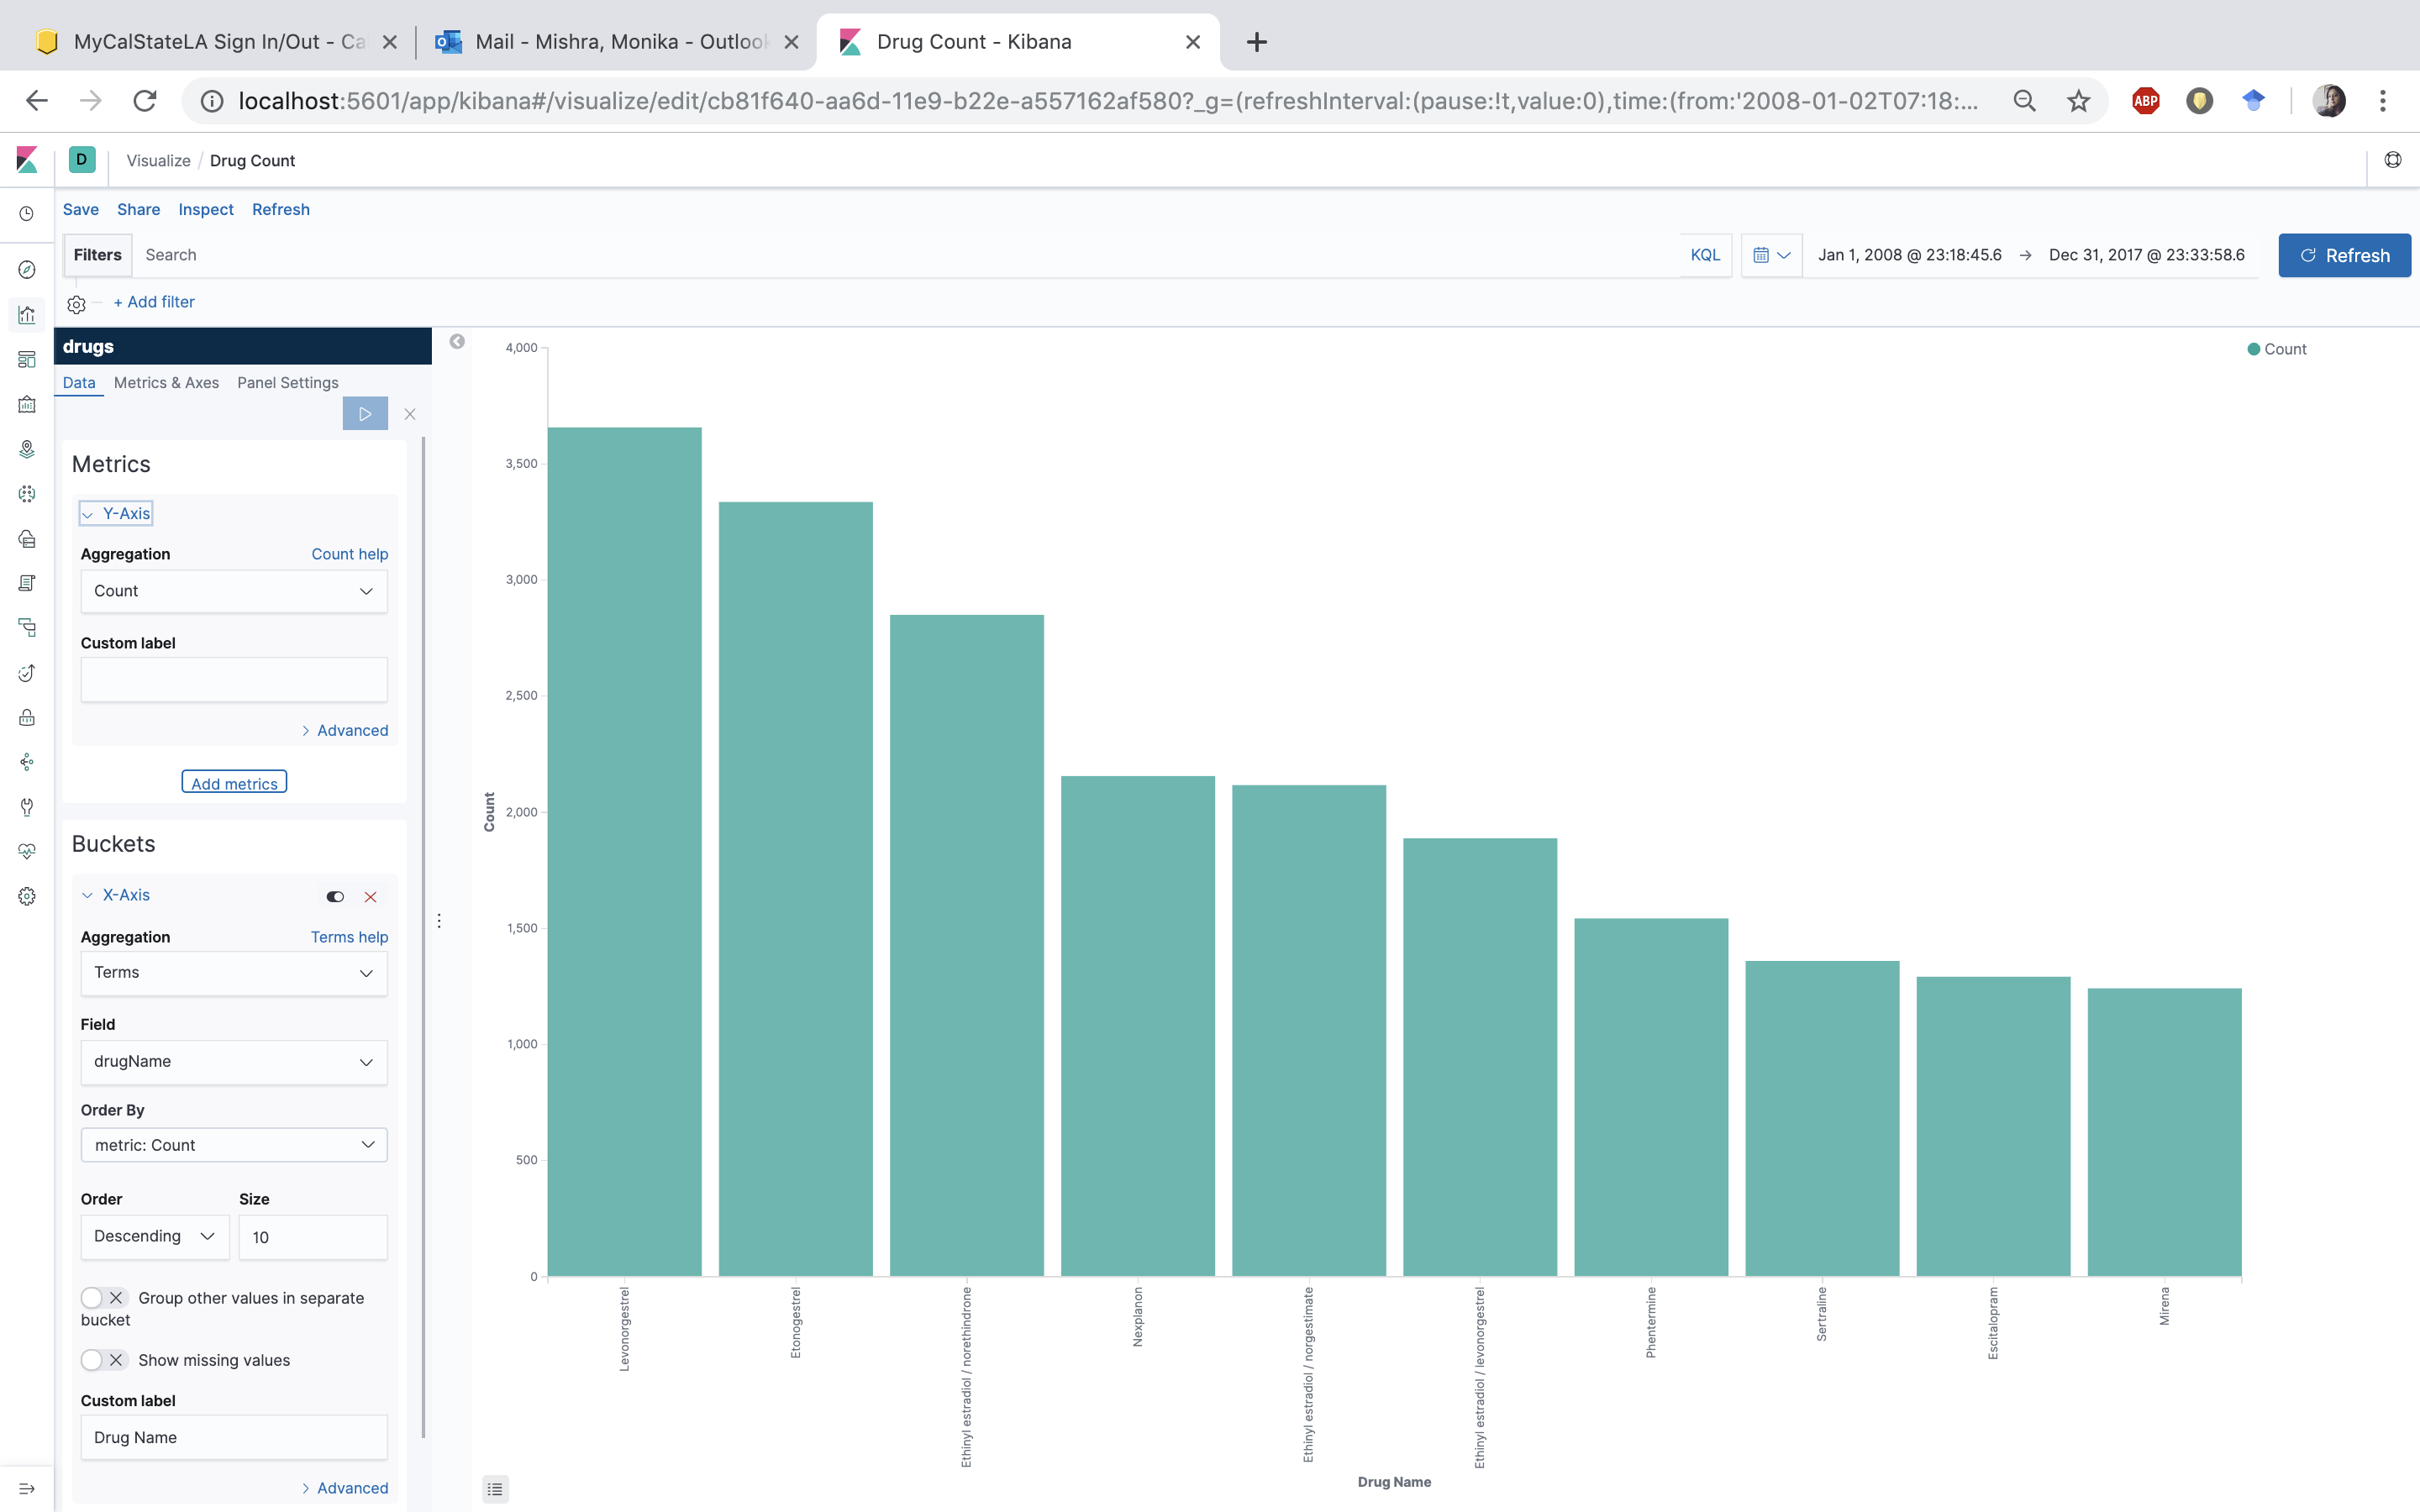 MyCalStateLA Sign In/Out - Ca
Mail - Mishra, Monika - Outlook
Drug Count - Kibana
localhost:5601/app/kibana#/visualize/edit/cb81f640-aa6d-11e9-b22e-a557162af580?_g=(refreshInterval:(pause:!t,value:0),time:(from:'2008-01-02T07:18:...
ABP
D
Visualize / Drug Count
Save Share Inspect Refresh
Filters Search KQL Jan 1, 2008 @ 23:18:45.6 → Dec 31, 2017 @ 23:33:58.6 Refresh
+ Add filter
drugs
Data Metrics & Axes Panel Settings
Metrics
Y-Axis
Aggregation Count help
Count
Custom label
Advanced
Add metrics
Buckets
X-Axis
Aggregation Terms help
Terms
Field
drugName
Order By
metric: Count
Order Size
Descending 10
Group other values in separate
bucket
Show missing values
Custom label
Drug Name
Advanced
Count
4,000
3,500
3,000
2,500
2,000
1,500
1,000
500
0
Count
Levonorgestrel
Etonogestrel
Ethinyl estradiol / norethindrone
Nexplanon
Ethinyl estradiol / norgestimate
Ethinyl estradiol / levonorgestrel
Phentermine
Sertraline
Escitalopram
Mirena
Drug Name